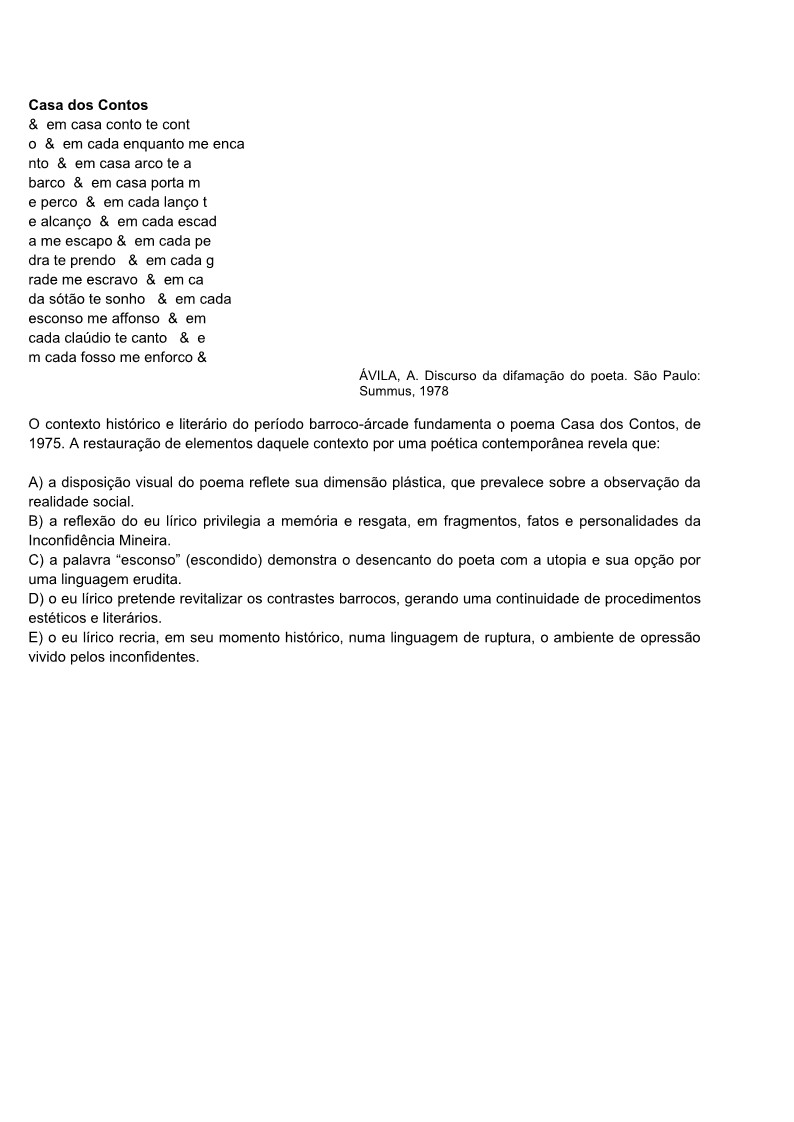 Casa dos Contos
& em casa conto te cont
o & em cada enquanto me enca
nto & em casa arco te a
barco & em casa porta m
e perco & em cada lanço t
e alcanço & em cada escad
a me escapo & em cada pe
dra te prendo & em cada g
rade me escravo & em ca
da sótão te sonho & em cada
esconso me affonso & em
cada claúdio te canto & e
m cada fosso me enforco &
ÁVILA, A. Discurso da difamação do poeta. São Paulo:
Summus, 1978
O contexto histórico e literário do período barroco-árcade fundamenta o poema Casa dos Contos, de
1975. A restauração de elementos daquele contexto por uma poética contemporânea revela que:
A) a disposição visual do poema reflete sua dimensão plástica, que prevalece sobre a observação da
realidade social.
B) a reflexão do eu lírico privilegia a memória e resgata, em fragmentos, fatos e personalidades da
Inconfidência Mineira.
C) a palavra “esconso” (escondido) demonstra o desencanto do poeta com a utopia e sua opção por
uma linguagem erudita.
D) o eu lírico pretende revitalizar os contrastes barrocos, gerando uma continuidade de procedimentos
estéticos e literários.
E) o eu lírico recria, em seu momento histórico, numa linguagem de ruptura, o ambiente de opressão
vivido pelos inconfidentes.